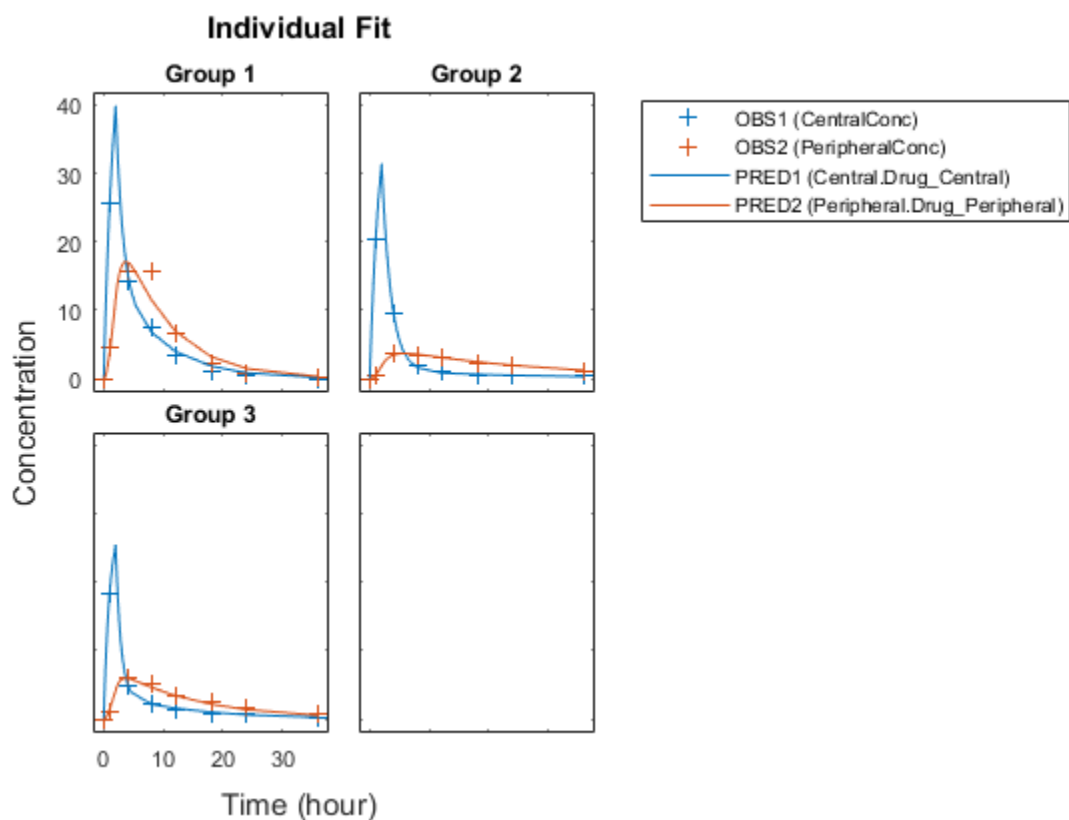 Individual Fit
Group 1
Group 2
40
30
20
10
0
OBS1 (CentralConc)
OBS2 (PeripheralConc)
PRED1 (Central.Drug_Central)
PRED2 (Peripheral.Drug_Peripheral)
Concentration
Group 3
0 10 20 30
Time (hour)